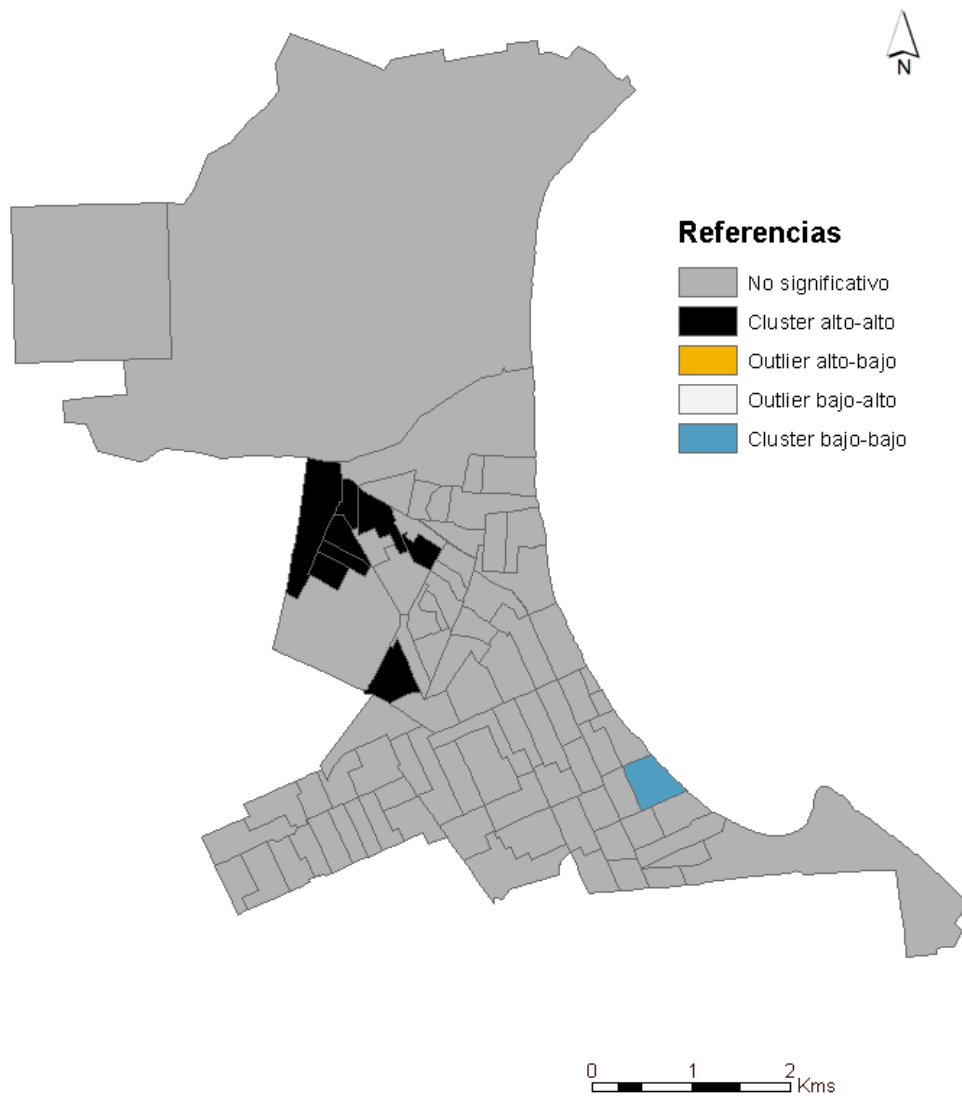 N
Referencias
No significativo
Cluster alto-alto
Outlier alto-bajo
Outlier bajo-alto
Cluster bajo-bajo
0 1 2
Kms